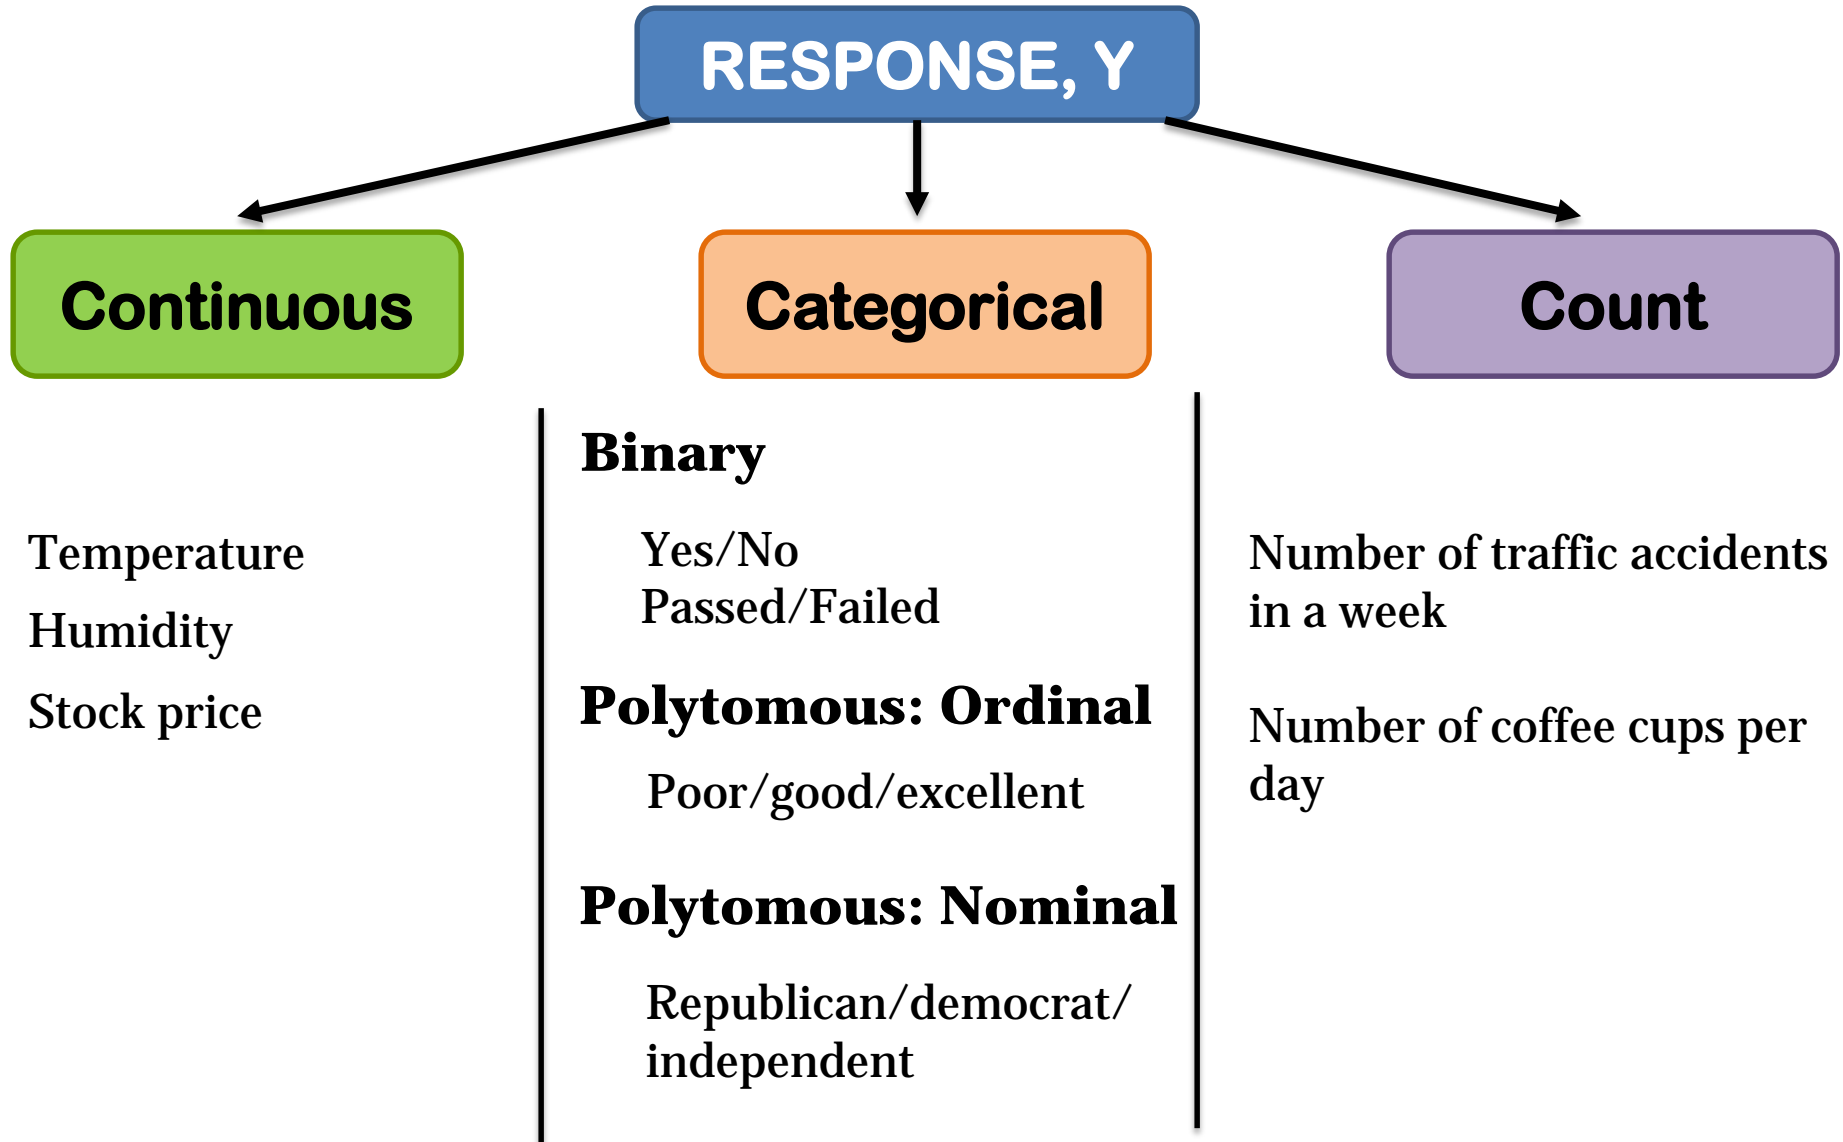 RESPONSE, Y
Continuous
Categorical
Count
Temperature
Humidity
Stock price
Binary
Yes/No
Passed/Failed
Polytomous: Ordinal
Poor/good/excellent
Polytomous: Nominal
Republican/democrat/
independent
Number of traffic accidents
in a week
Number of coffee cups per
day